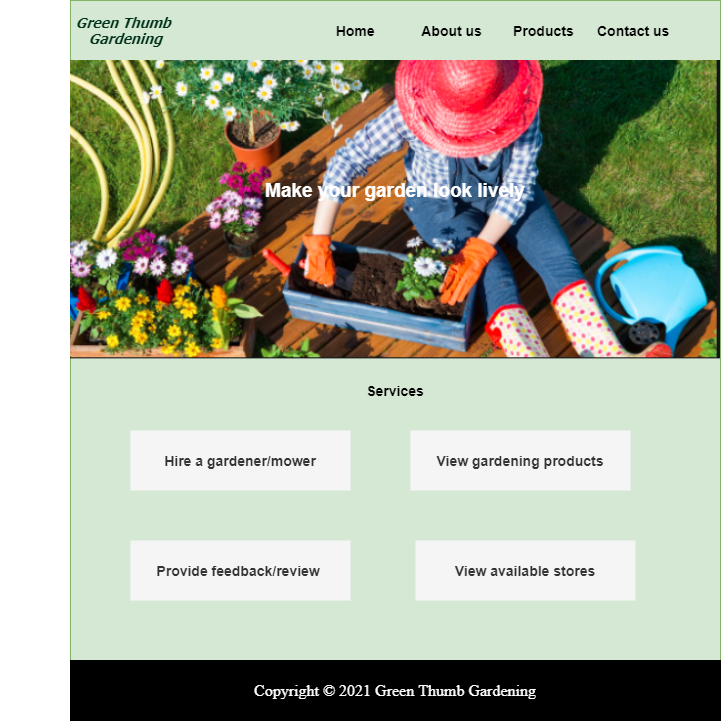 Green Thumb
Gardening
Home About us Products Contact us
Make your garden look lively
Services
Hire a gardener/mower View gardening products
Provide feedback/review View available stores
Copyright © 2021 Green Thumb Gardening